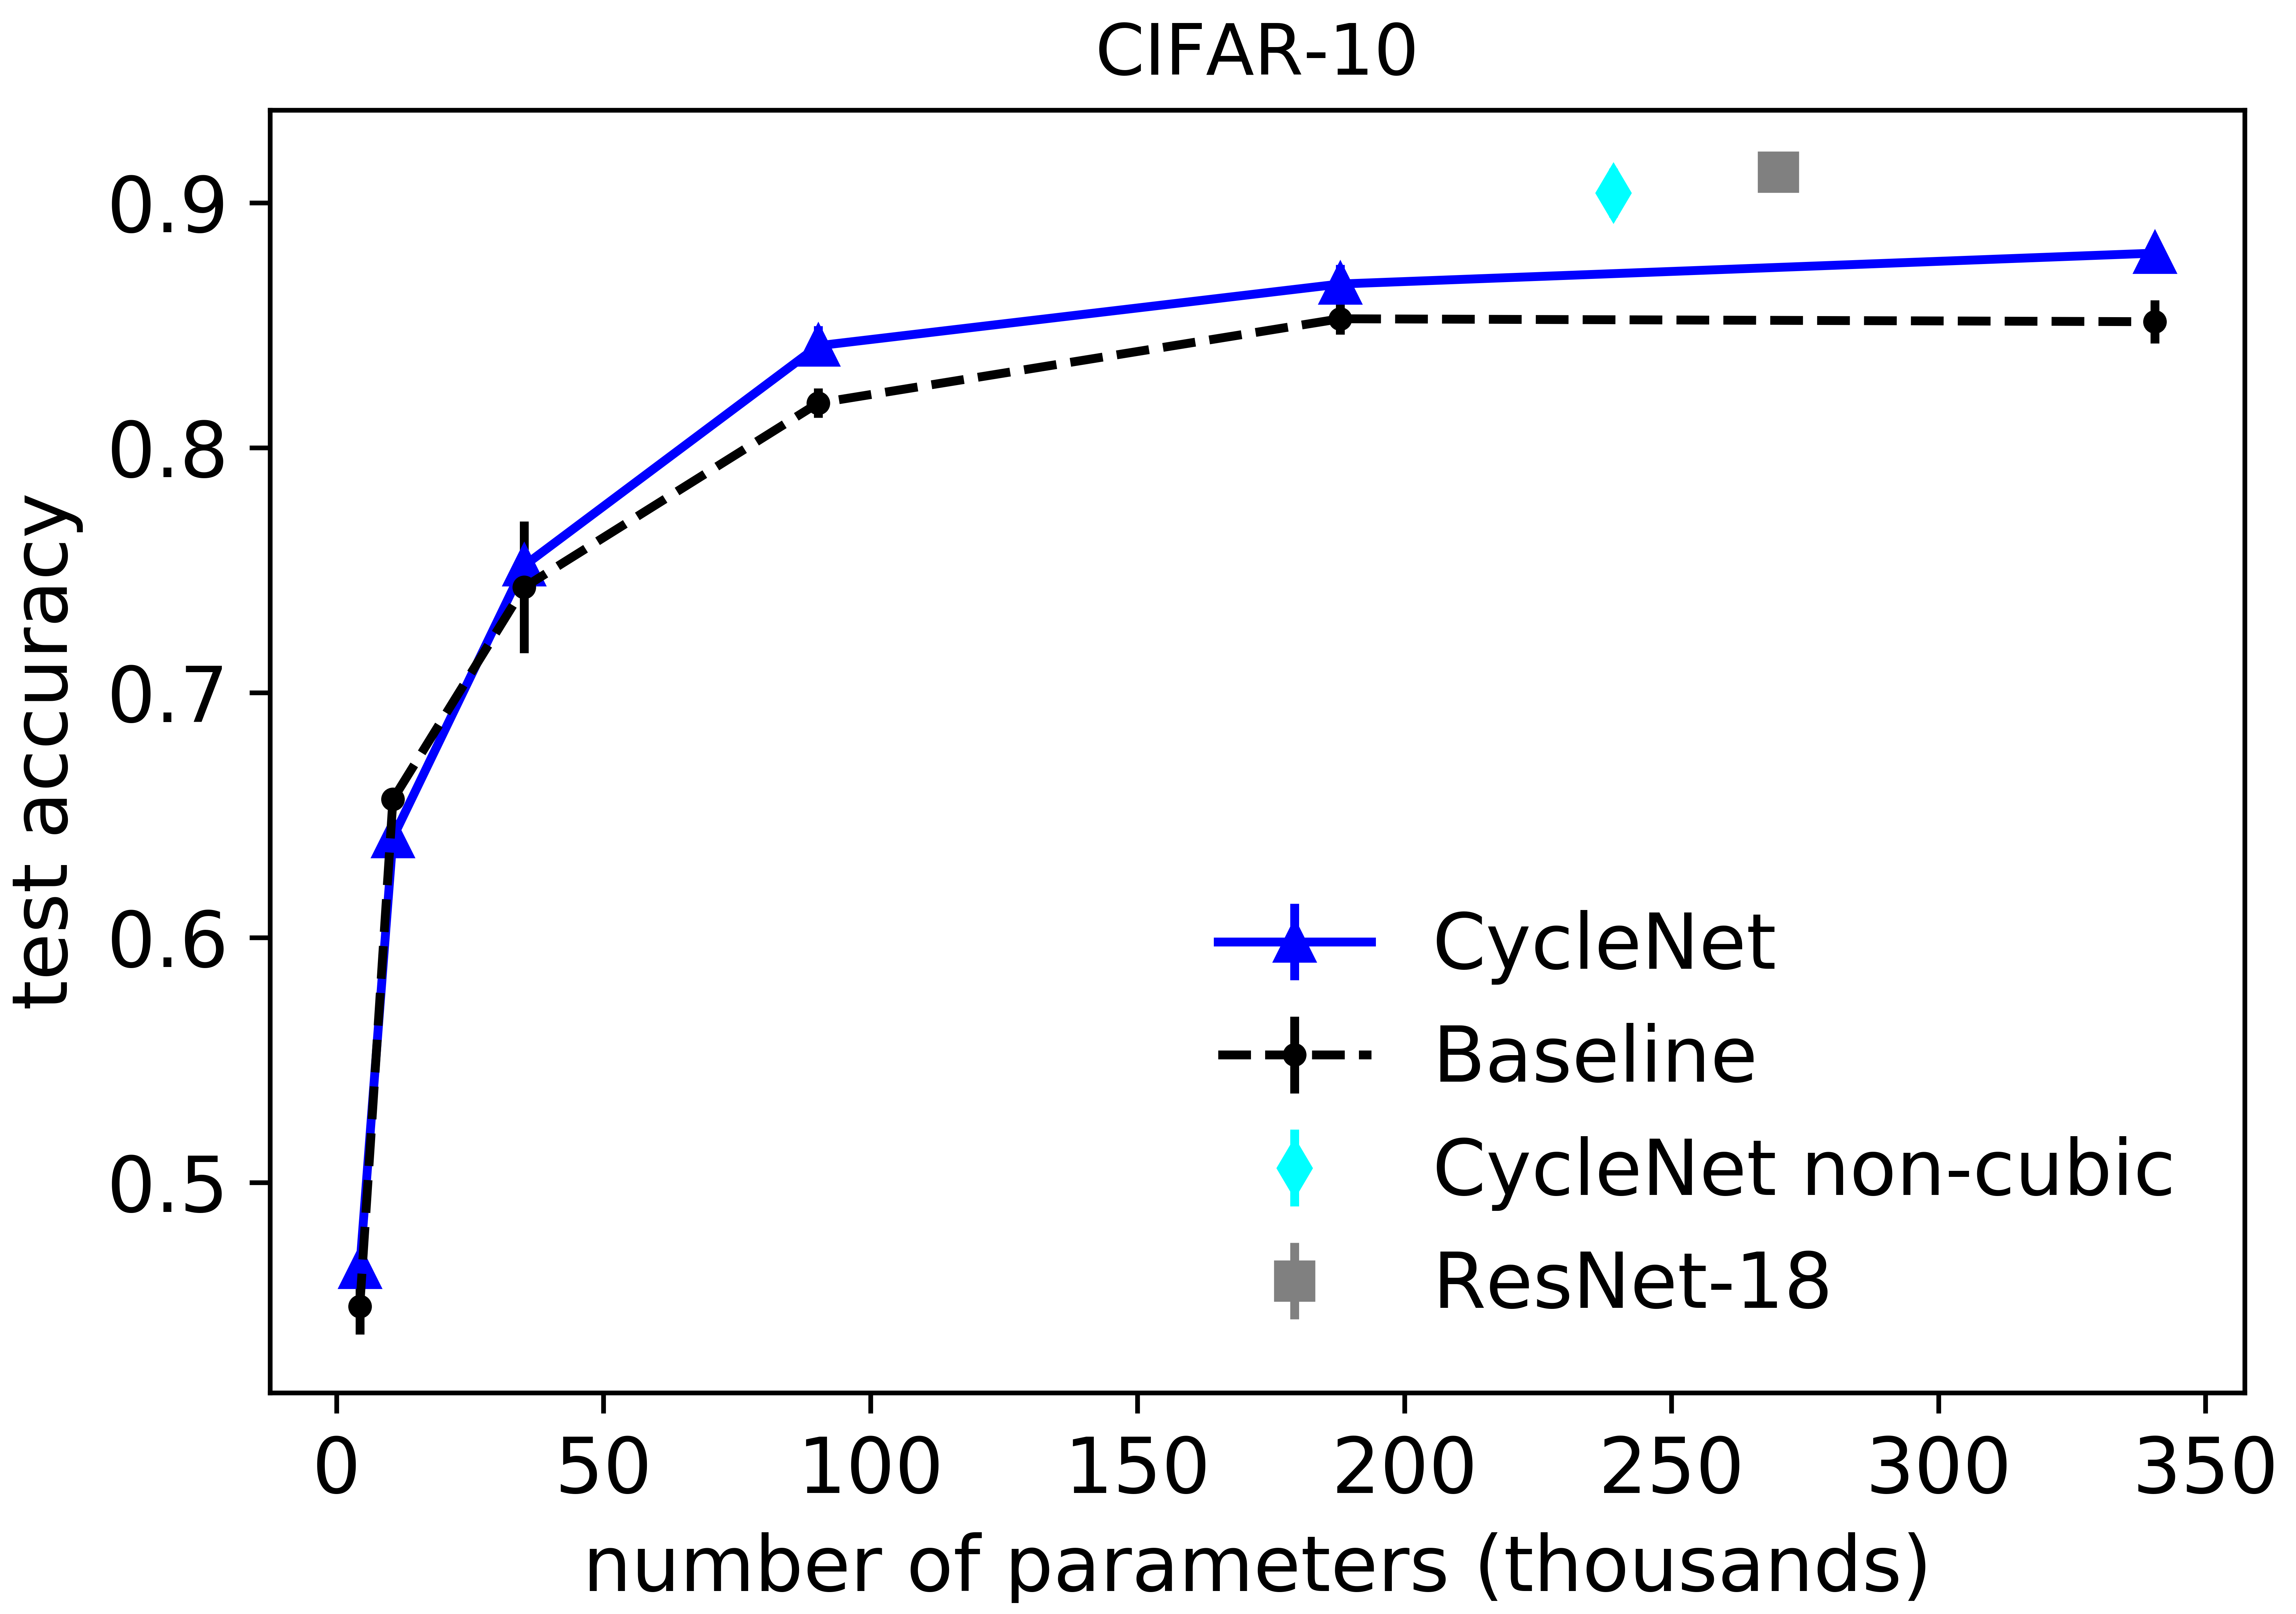 CIFAR-10
0.9
0.8
0.7
0.6
0.5
test accuracy
CycleNet
Baseline
CycleNet non-cubic
ResNet-18
0 50 100 150 200 250 300 350
number of parameters (thousands)